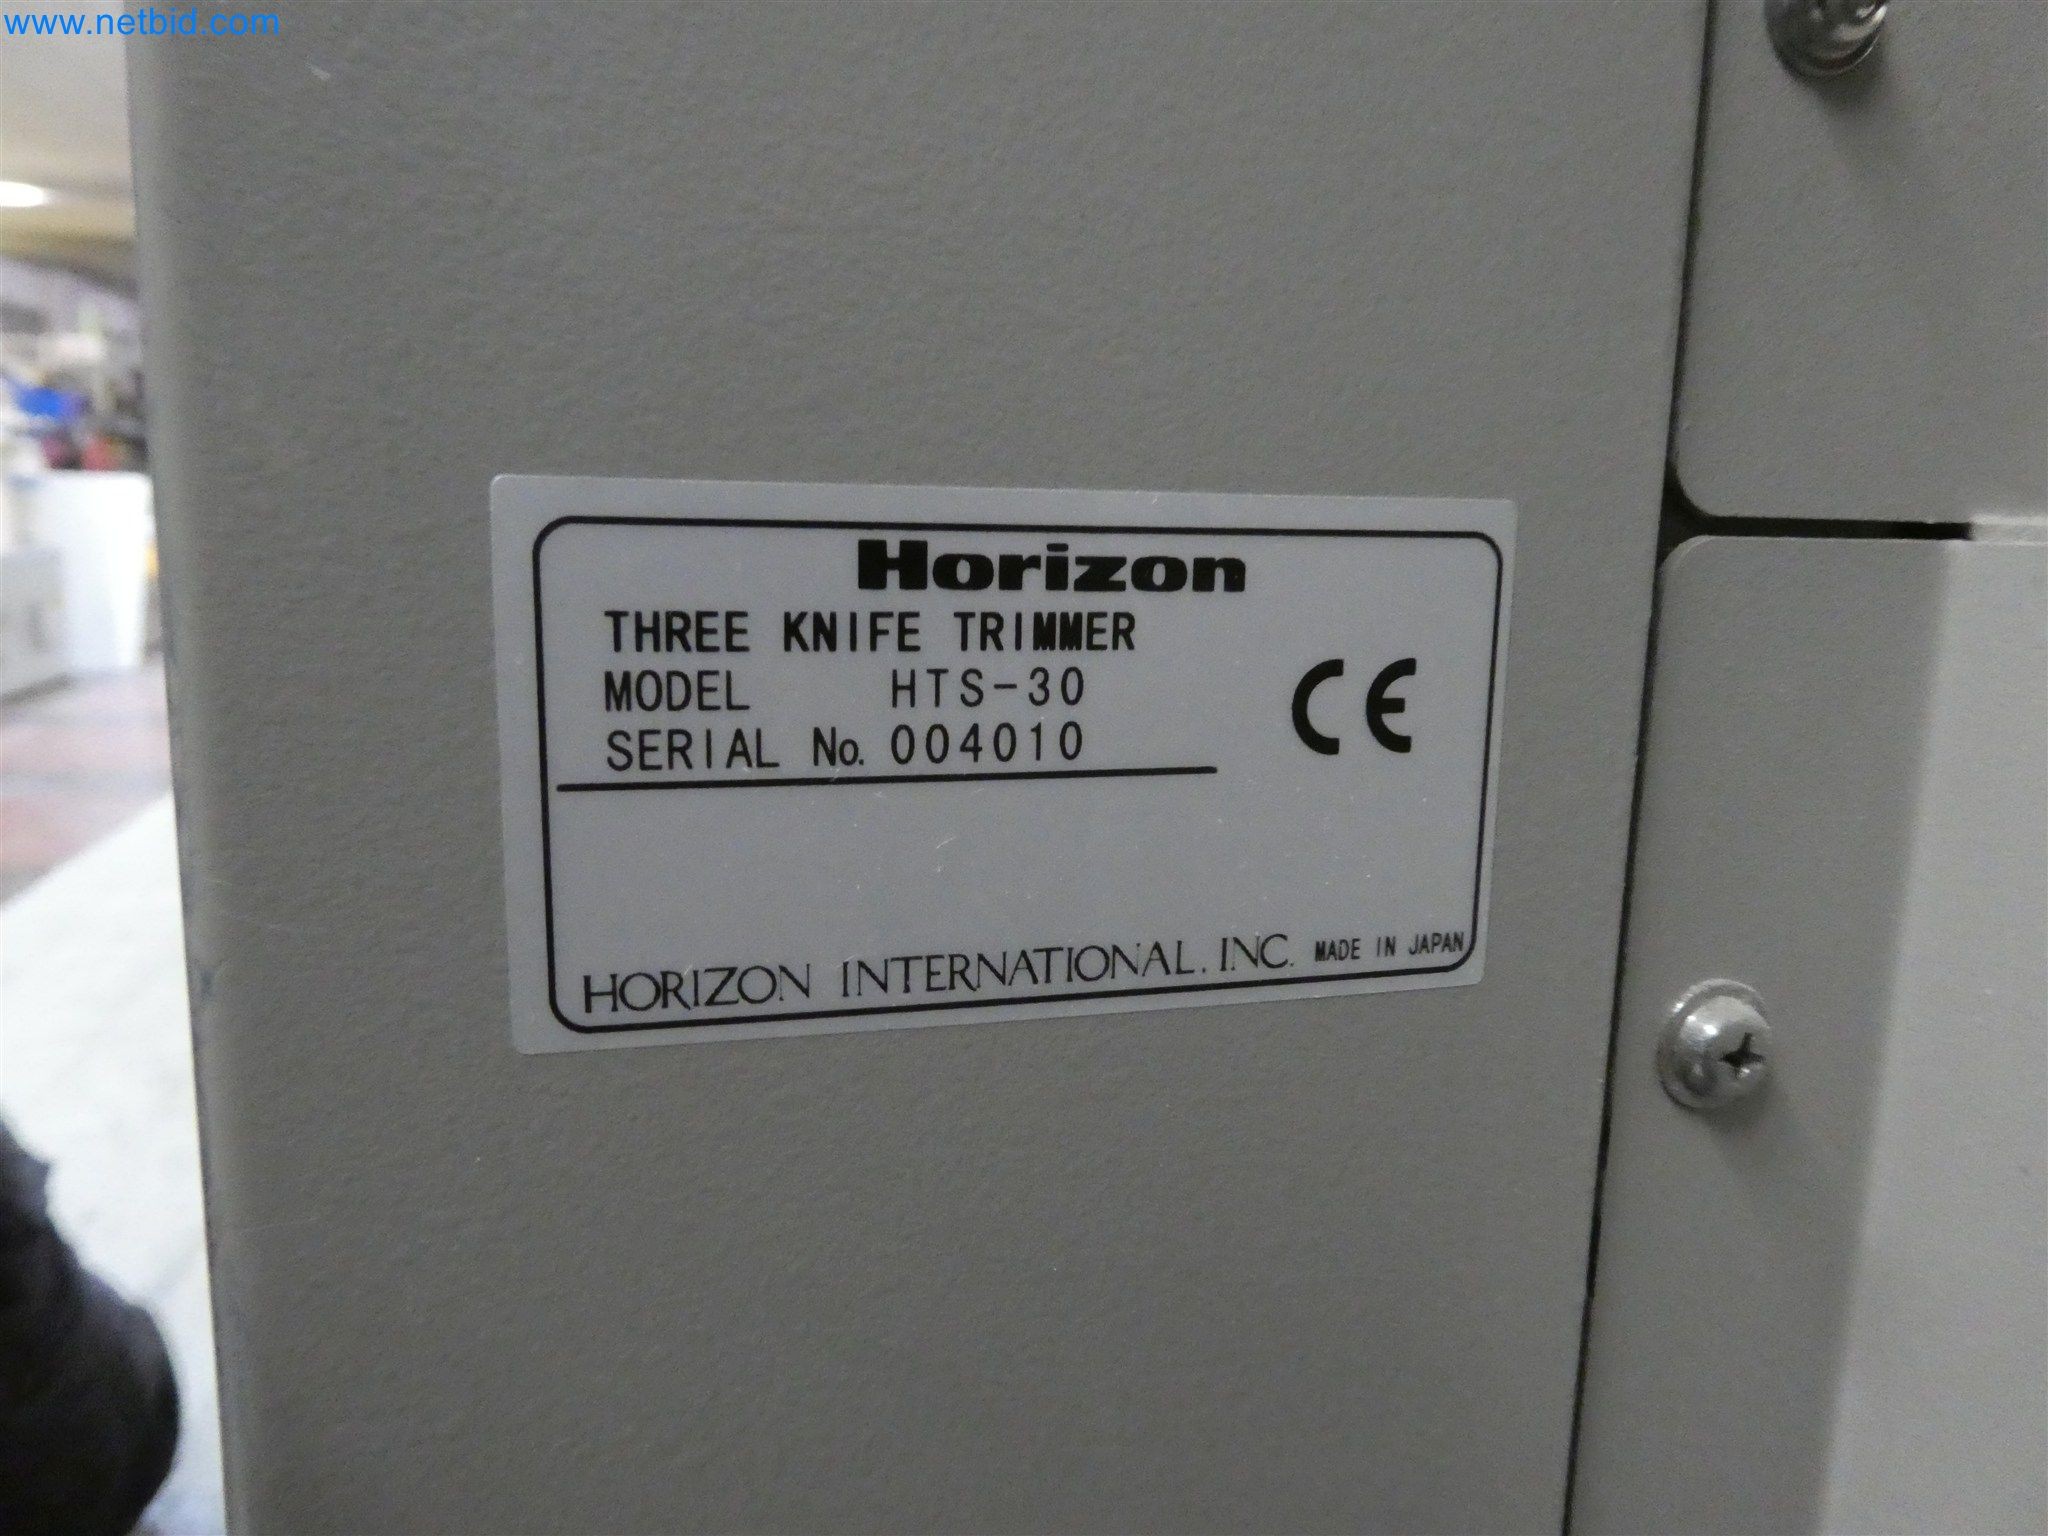 www.netbid.com
Horizon
THREE KNIFE TRIMMER
MODEL HTS-30
SERIAL No. 004010
CE
HORIZON INTERNATIONAL, INC. MADE IN JAPAN